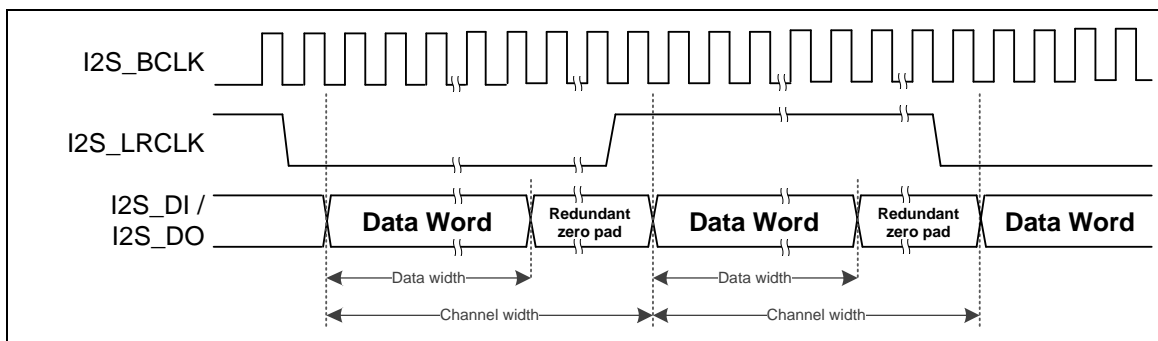 I2S_BCLK
I2S_LRCLK
I2S_DI /
I2S_DO
Data Word
Redundant
zero pad
Data Word
Redundant
zero pad
Data Word
Data width
Data width
Channel width
Channel width